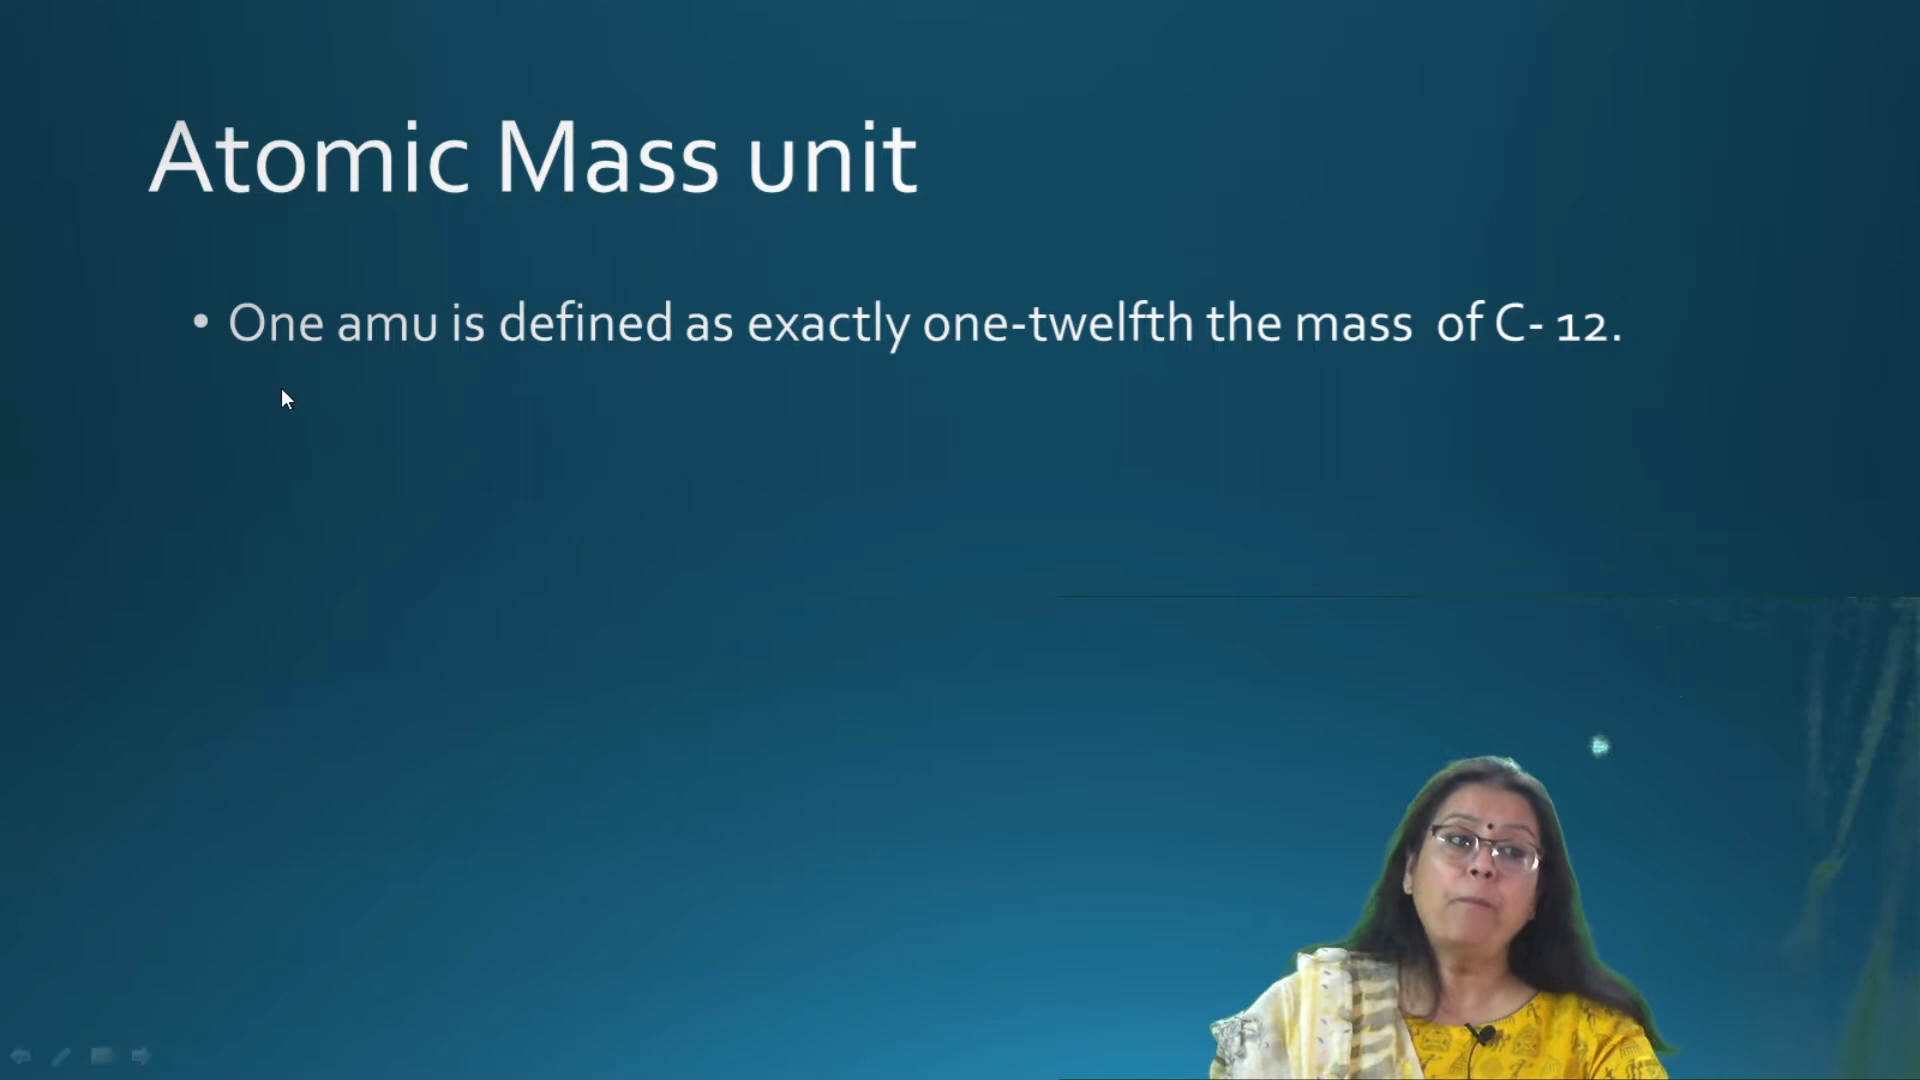 Atomic Mass unit
• One amu is defined as exactly one-twelfth the mass  of C- 12.